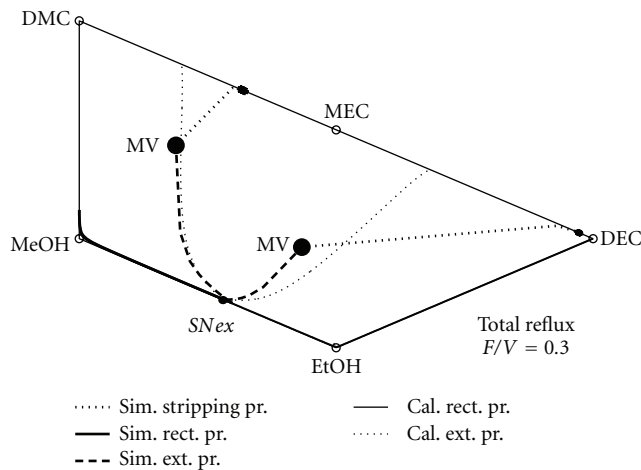 DMC
MEC
MV
MV
MeOH
DEC
SNex
Total reflux
F/V = 0.3
EtOH
Sim. stripping pr.
Cal. rect. pr.
Sim. rect. pr.
Cal. ext. pr.
Sim. ext. pr.